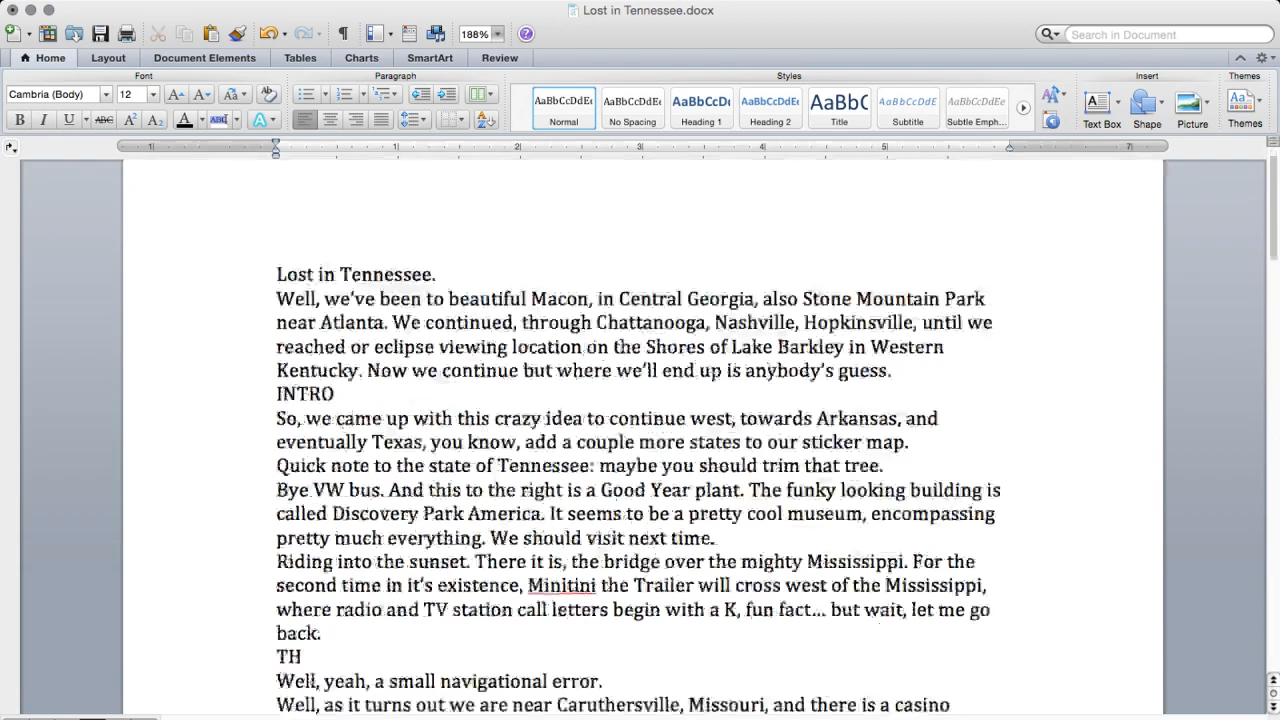 Lost in Tennessee.docx
188%
Search in Document
Home Layout Document Elements Tables Charts SmartArt Review
Font Paragraph Styles Insert Themes
Cambria (Body) 12
AaBbCcDdEe AaBbCcDdEe AaBbCcDc AaBbCcDdEe AaBbC AaBbCcDdE AaBbCcDdEe
Normal No Spacing Heading 1 Heading 2 Title Subtitle Subtle Emph...
Text Box Shape Picture Themes
1 1 2 3 4 5 6 7
Lost in Tennessee.
Well, we've been to beautiful Macon, in Central Georgia, also Stone Mountain Park
near Atlanta. We continued, through Chattanooga, Nashville, Hopkinsville, until we
reached or eclipse viewing location on the Shores of Lake Barkley in Western
Kentucky. Now we continue but where we'll end up is anybody's guess.
INTRO
So, we came up with this crazy idea to continue west, towards Arkansas, and
eventually Texas, you know, add a couple more states to our sticker map.
Quick note to the state of Tennessee: maybe you should trim that tree.
Bye VW bus. And this to the right is a Good Year plant. The funky looking building is
called Discovery Park America. It seems to be a pretty cool museum, encompassing
pretty much everything. We should visit next time.
Riding into the sunset. There it is, the bridge over the mighty Mississippi. For the
second time in it's existence, Minitini the Trailer will cross west of the Mississippi,
where radio and TV station call letters begin with a K, fun fact... but wait, let me go
back.
TH
Well, yeah, a small navigational error.
Well, as it turns out we are near Caruthersville, Missouri, and there is a casino